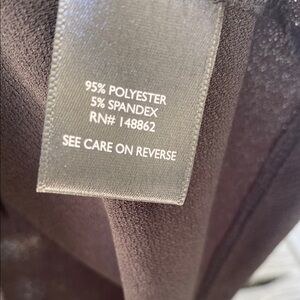 95% POLYESTER
5% SPANDEX
RN# 148862
SEE CARE ON REVERSE